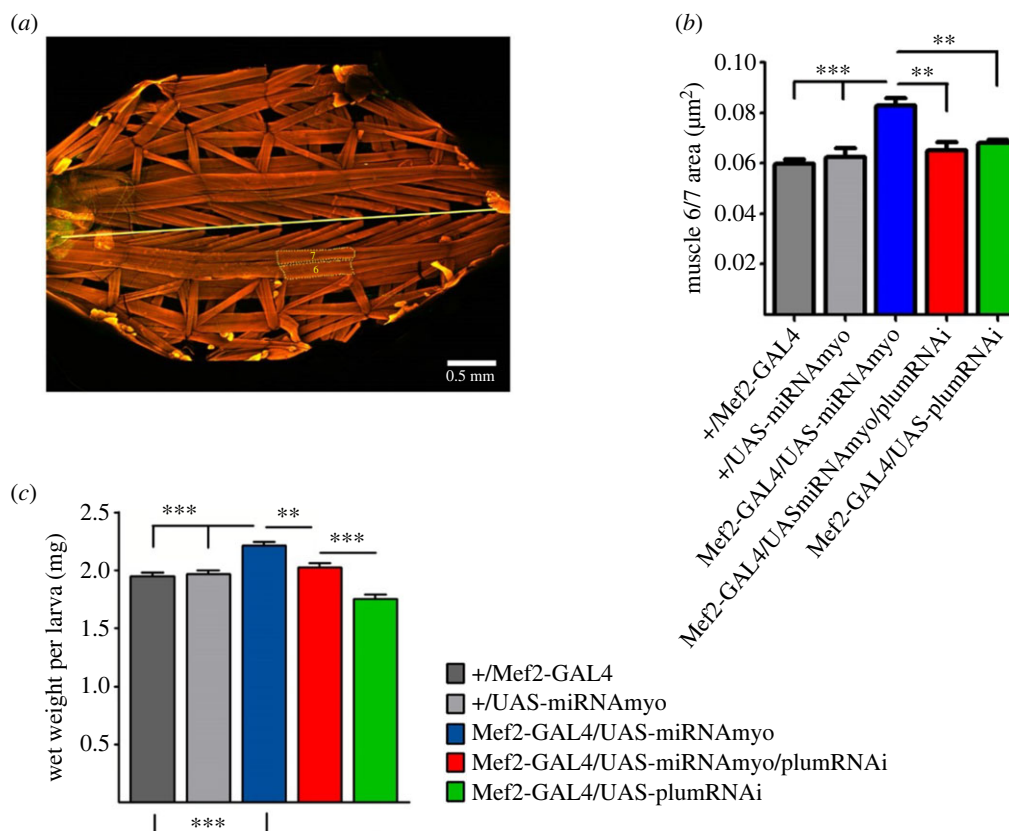 (a)
7
6
0.5 mm
(b)
muscle 6/7 area (µm²)
0.10
0.08
0.06
0.04
0.02
***
**
**
+/Mef2-GAL4
+/UAS-miRNAmyo
Mef2-GAL4/UAS-miRNAmyo
Mef2-GAL4/UASmiRNAmyo/plumRNAi
Mef2-GAL4/UAS-plumRNAi
(c)
wet weight per larva (mg)
2.5
2.0
1.5
1.0
0.5
***
**
***
***
+/Mef2-GAL4
+/UAS-miRNAmyo
Mef2-GAL4/UAS-miRNAmyo
Mef2-GAL4/UAS-miRNAmyo/plumRNAi
Mef2-GAL4/UAS-plumRNAi